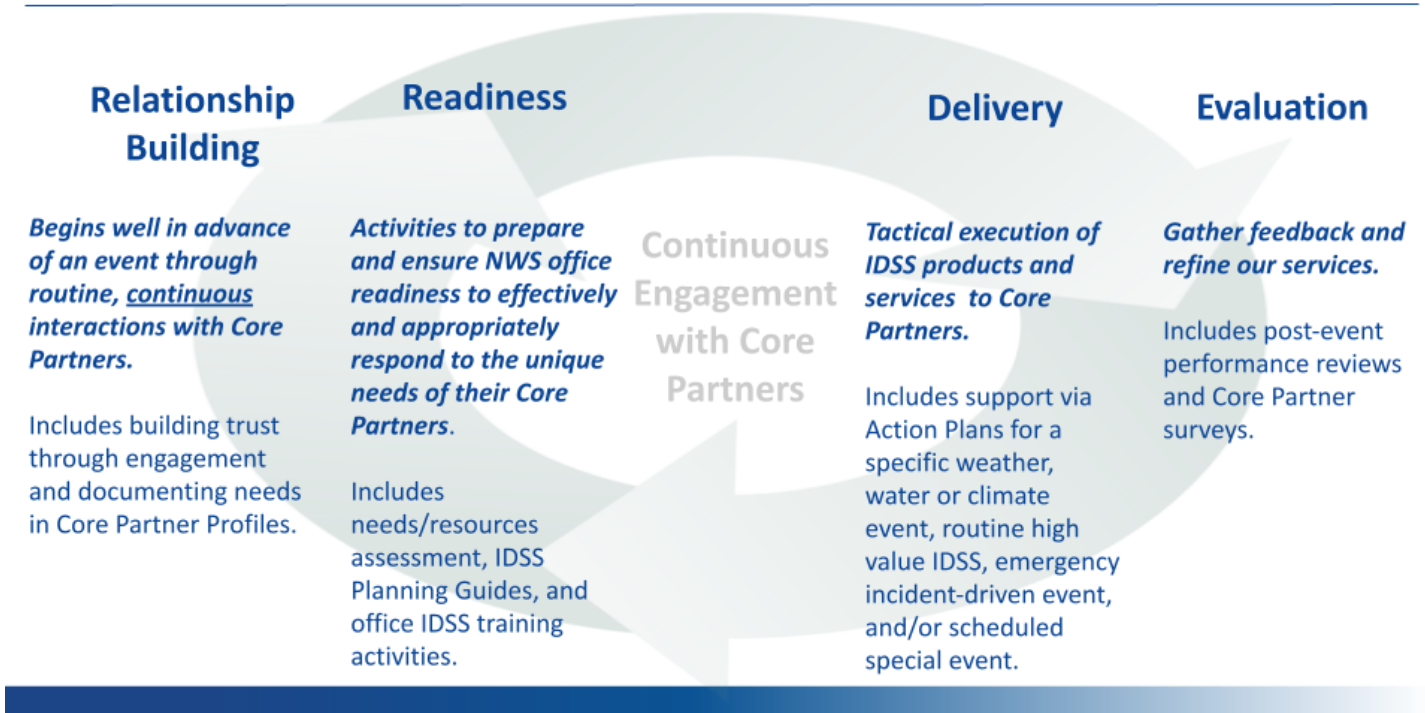 Relationship
Building
Begins well in advance
of an event through
routine, continuous
interactions with Core
Partners.
Includes building trust
through engagement
and documenting needs
in Core Partner Profiles.
Readiness
Activities to prepare
and ensure NWS office
readiness to effectively
and appropriately
respond to the unique
needs of their Core
Partners.
Includes
needs/resources
assessment, IDSS
Planning Guides, and
office IDSS training
activities.
Continuous
Engagement
with Core
Partners
Delivery
Tactical execution of
IDSS products and
services to Core
Partners.
Includes support via
Action Plans for a
specific weather,
water or climate
event, routine high
value IDSS, emergency
incident-driven event,
and/or scheduled
special event.
Evaluation
Gather feedback and
refine our services.
Includes post-event
performance reviews
and Core Partner
surveys.